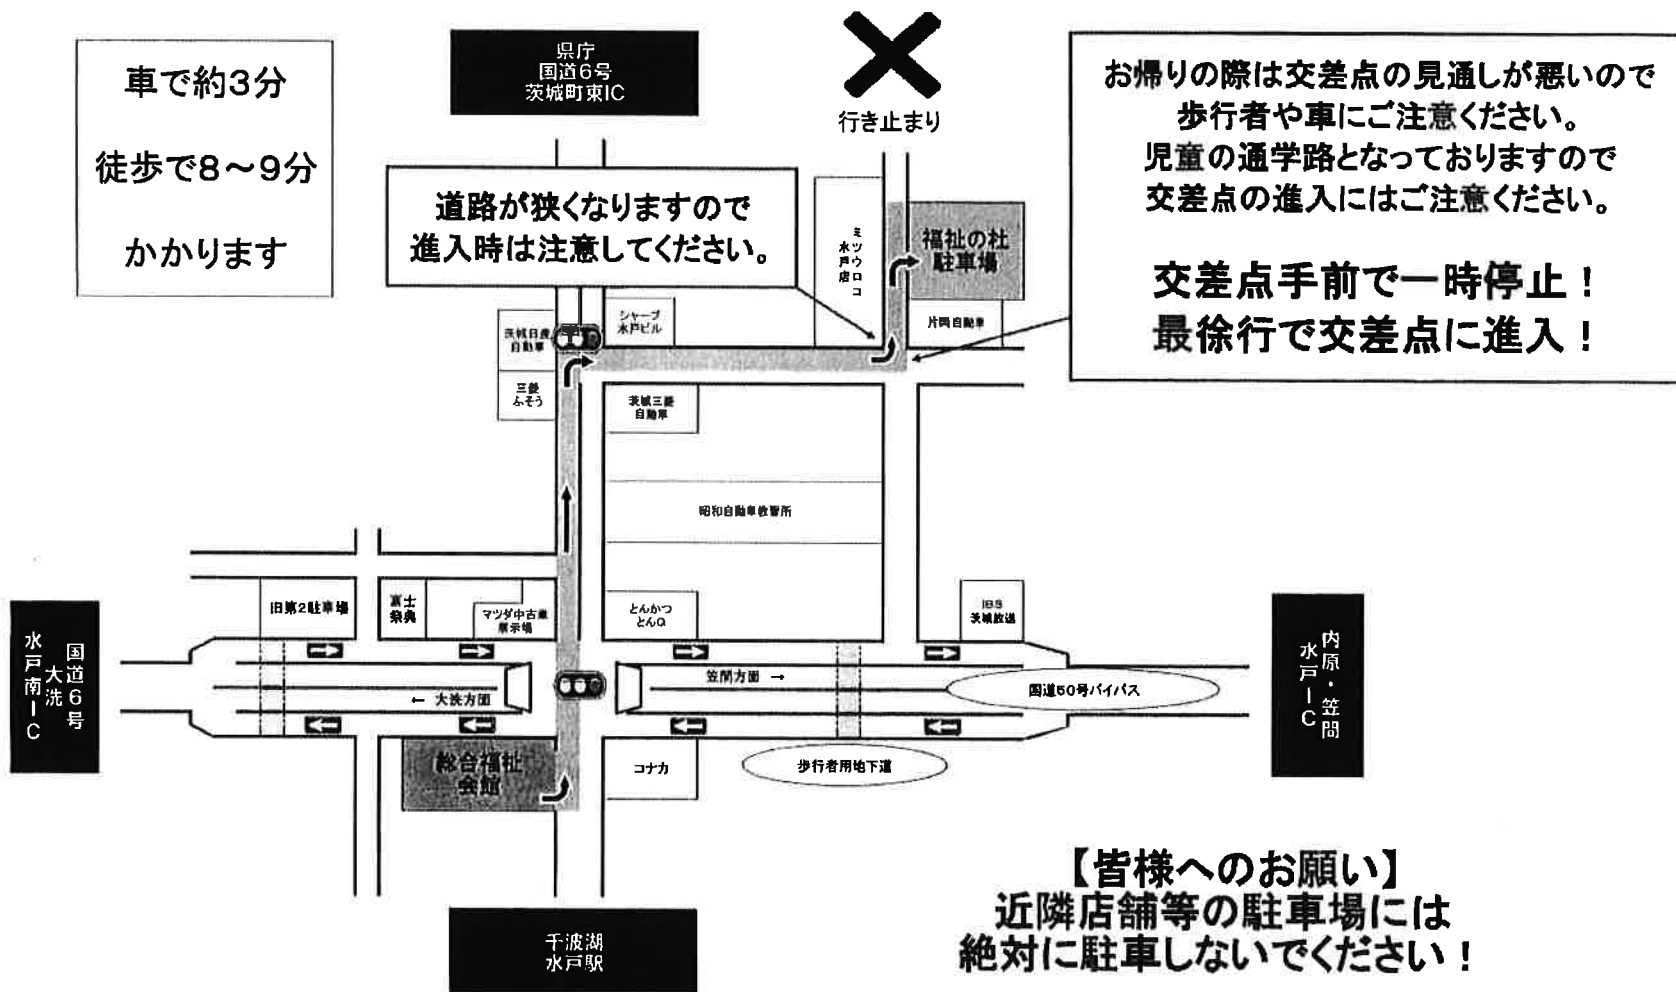 車で約3分
徒歩で8～9分
かかります
県庁
国道6号
茨城町東IC
行き止まり
お帰りの際は交差点の見通しが悪いので
歩行者や車にご注意ください。
児童の通学路となっておりますので
交差点の進入にはご注意ください。
交差点手前で一時停止！
最徐行で交差点に進入！
道路が狭くなりますので
進入時は注意してください。
ミツウロコ
水戸店
福祉の杜
駐車場
片岡自動車
茨城日産
自動車
シャープ
水戸ビル
三菱
ふそう
茨城三菱
自動車
昭和自動車教習所
旧第2駐車場
冨士
祭典
マツダ中古車
展示場
とんかつ
とんQ
IBS
茨城放送
国道6号
大洗
水戸南IC
← 大洗方面
笠間方面 →
国道50号バイパス
内原・笠間
水戸IC
総合福祉
会館
コナカ
歩行者用地下道
千波湖
水戸駅
【皆様へのお願い】
近隣店舗等の駐車場には
絶対に駐車しないでください！